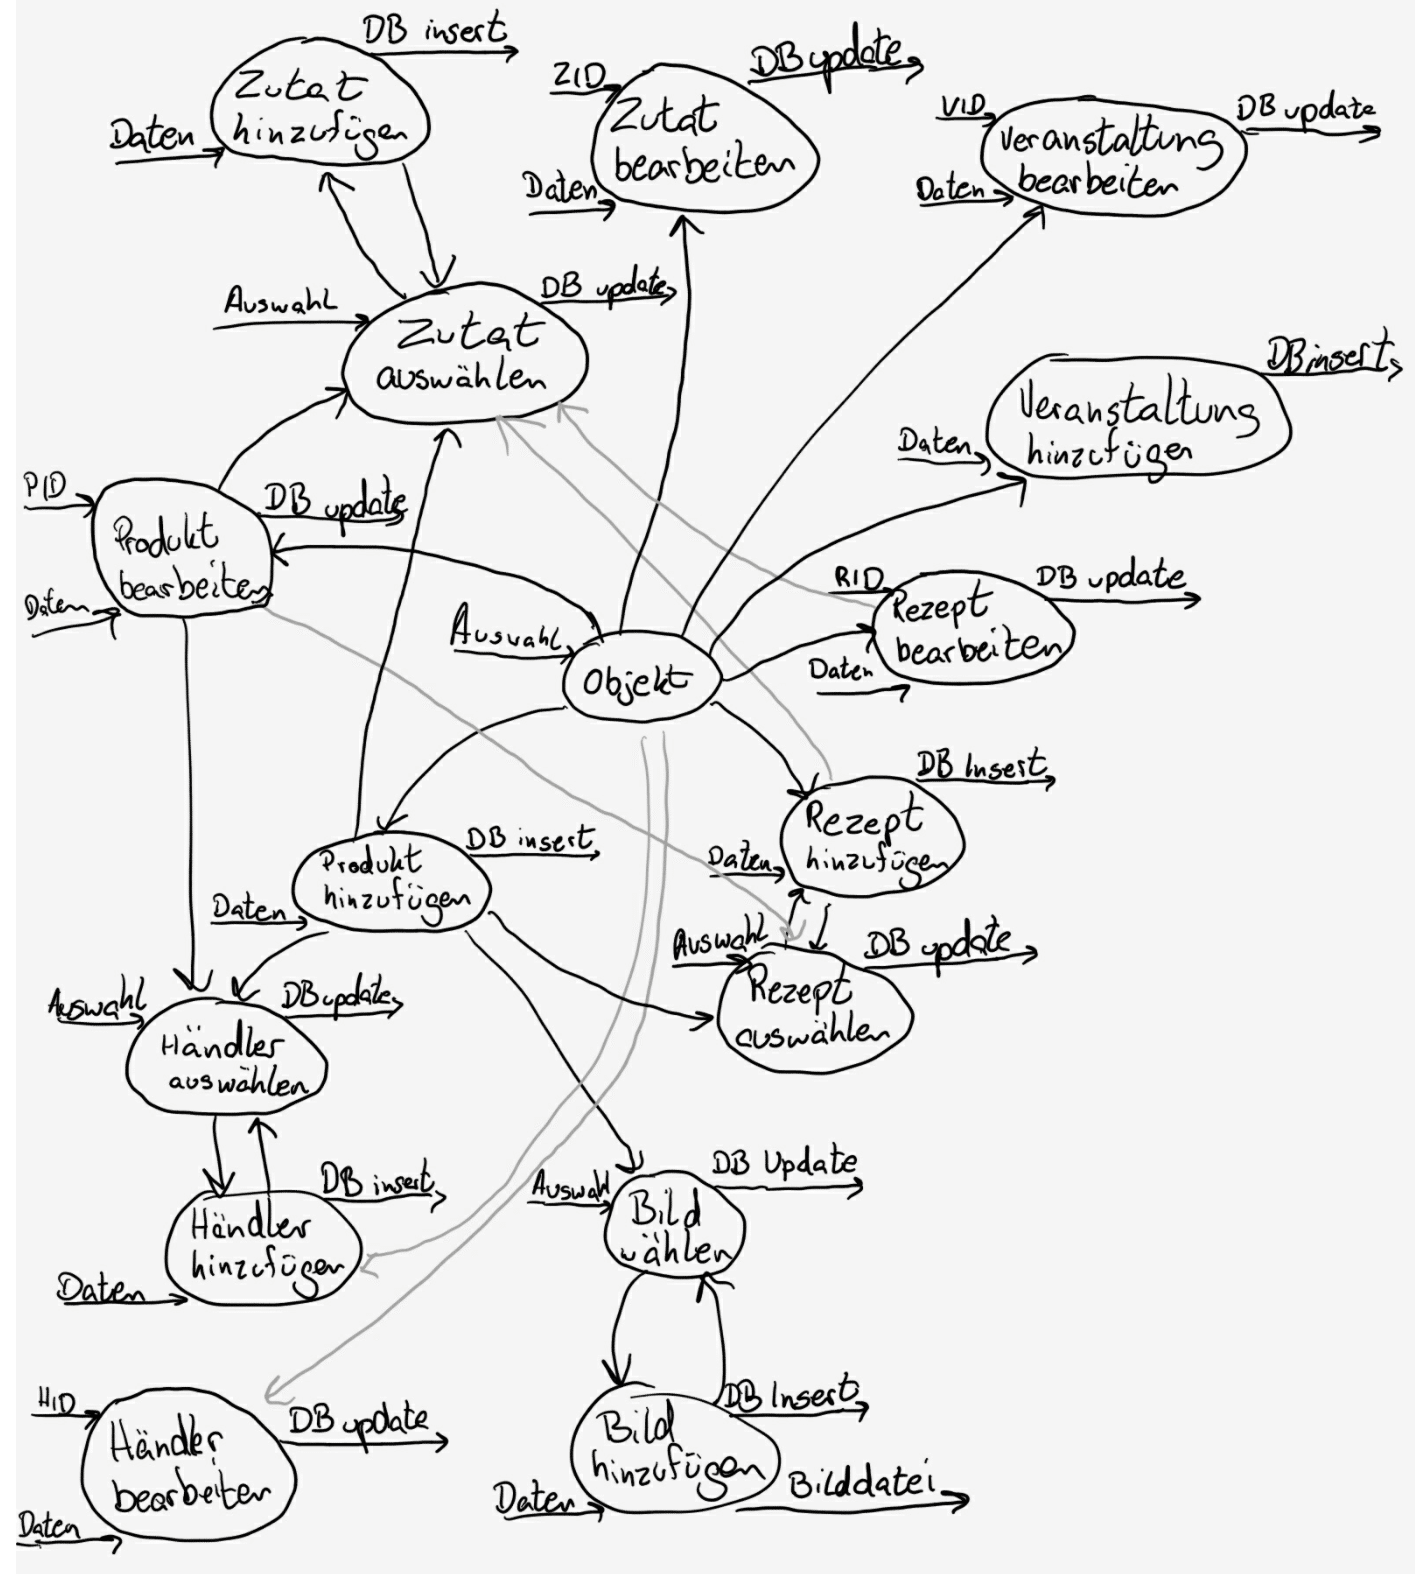 DB insert
Zutat
hinzufügen
Daten
ZID
DB update
Zutat
bearbeiten
Daten
VID
DB update
Veranstaltung
bearbeiten
Daten
Auswahl
DB update
Zutat
auswählen
DB insert
Veranstaltung
hinzufügen
Daten
PID
DB update
Produkt
bearbeiten
Daten
Auswahl
Objekt
RID
DB update
Rezept
bearbeiten
Daten
DB Insert
Rezept
hinzufügen
Daten
DB insert
Produkt
hinzufügen
Daten
Auswahl
DB update
Rezept
auswählen
Auswahl
DB update
Händler
auswählen
DB insert
Händler
hinzufügen
Daten
Auswahl
DB Update
Bild
wählen
HID
DB update
Händler
bearbeiten
Daten
DB Insert
Bild
hinzufügen
Daten
Bilddatei